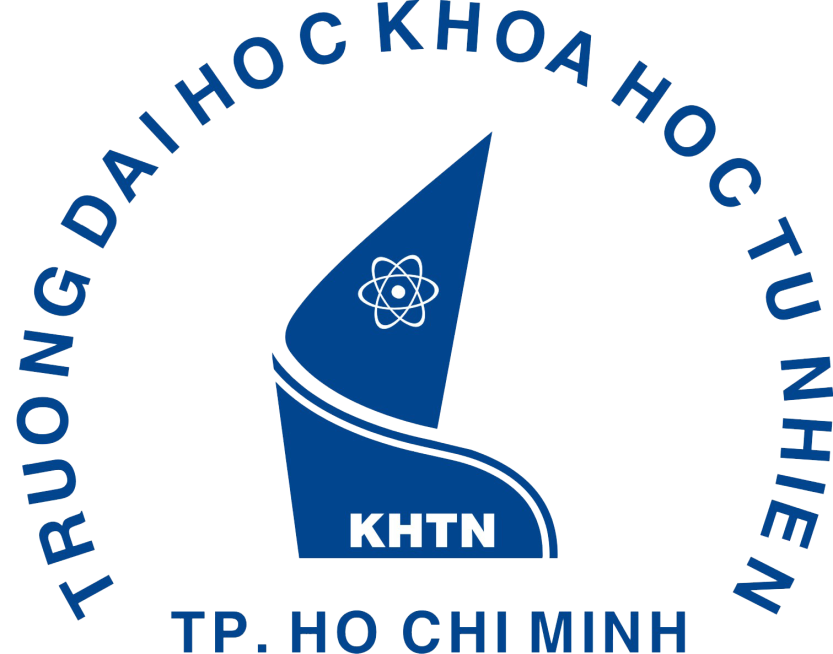 TRUONG DAI HOC KHOA HOC TU NHIEN
KHTN
TP. HO CHI MINH